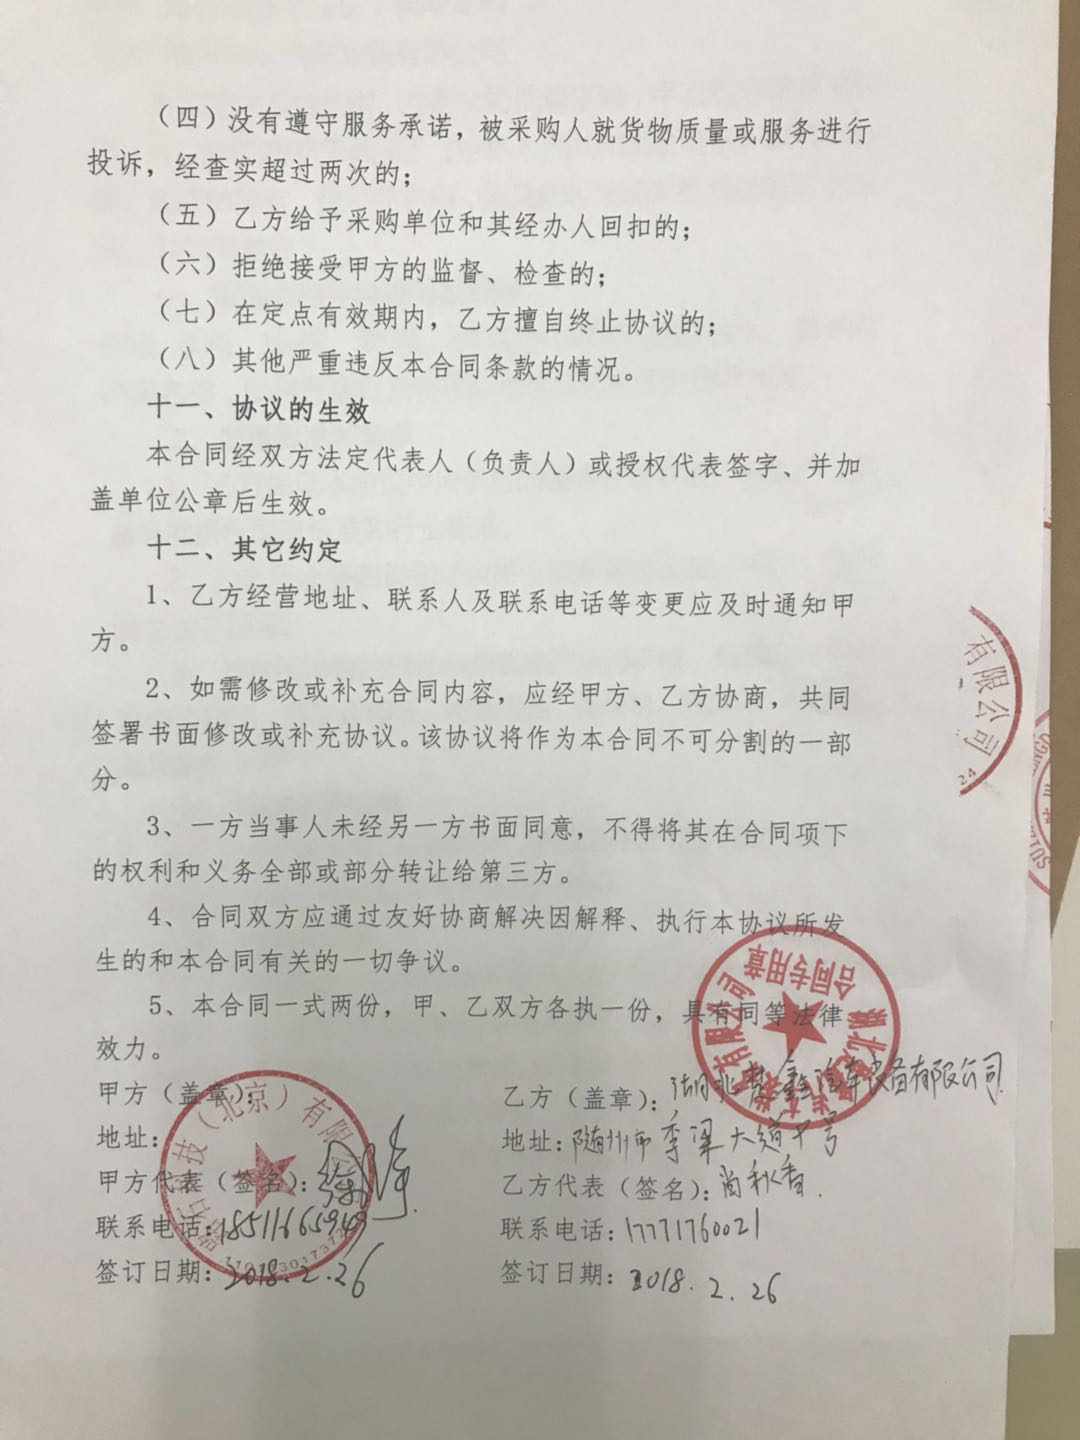 （四）没有遵守服务承诺，被采购人就货物质量或服务进行
投诉，经查实超过两次的；
（五）乙方给予采购单位和其经办人回扣的；
（六）拒绝接受甲方的监督、检查的；
（七）在定点有效期内，乙方擅自终止协议的；
（八）其他严重违反本合同条款的情况。
十一、协议的生效
本合同经双方法定代表人（负责人）或授权代表签字、并加
盖单位公章后生效。
十二、其它约定
1、乙方经营地址、联系人及联系电话等变更应及时通知甲
方。
2、如需修改或补充合同内容，应经甲方、乙方协商，共同
签署书面修改或补充协议。该协议将作为本合同不可分割的一部
分。
3、一方当事人未经另一方书面同意，不得将其在合同项下
的权利和义务全部或部分转让给第三方。
4、合同双方应通过友好协商解决因解释、执行本协议所发
生的和本合同有关的一切争议。
5、本合同一式两份，甲、乙双方各执一份，具有同等法律
效力。
甲方（盖章）：
地址：
甲方代表（签名）：
联系电话：18511665949
签订日期：2018.2.26
乙方（盖章）：湖北楚鑫汽车设备有限公司
地址：随州市季梁大道十号
乙方代表（签名）：尚秋香.
联系电话：17771760021
签订日期：2018.2.26
科技（北京）有限公
有限公司
合同专用章
湖北楚
有限公司
24